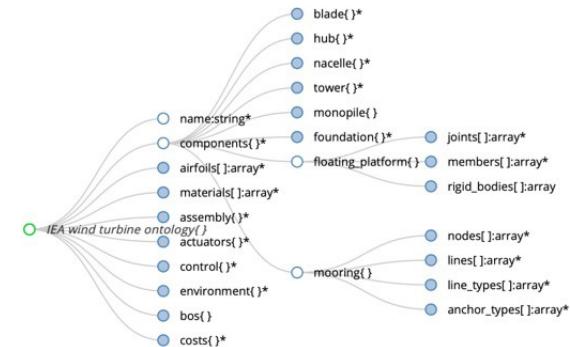 IEA wind turbine ontology{ }
name:string*
components{ }*
airfoils[ ]:array*
materials[ ]:array*
assembly{ }*
actuators{ }*
control{ }*
environment{ }*
bos{ }
costs{ }*
blade{ }*
hub{ }*
nacelle{ }*
tower{ }*
monopile{ }
foundation{ }*
floating_platform{ }
mooring{ }
joints[ ]:array*
members[ ]:array*
rigid_bodies[ ]:array
nodes[ ]:array*
lines[ ]:array*
line_types[ ]:array*
anchor_types[ ]:array*